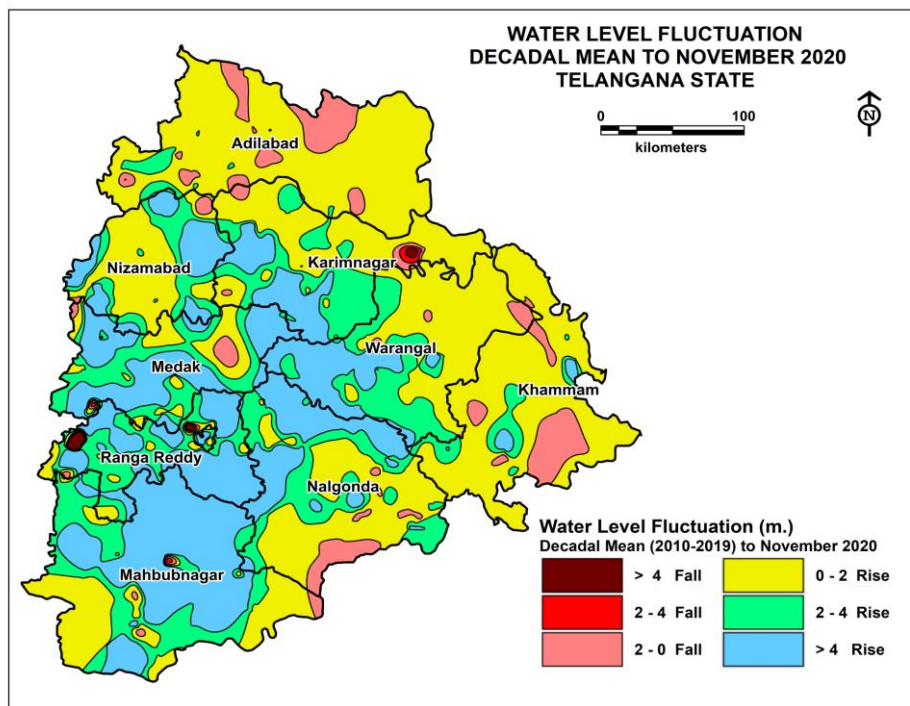 WATER LEVEL FLUCTUATION
DECADAL MEAN TO NOVEMBER 2020
TELANGANA STATE
0 100
kilometers
N
Adilabad
Nizamabad
Karimnagar
Medak
Warangal
Khammam
Ranga Reddy
Nalgonda
Mahbubnagar
Water Level Fluctuation (m.)
Decadal Mean (2010-2019) to November 2020
> 4 Fall
2 - 4 Fall
2 - 0 Fall
0 - 2 Rise
2 - 4 Rise
> 4 Rise